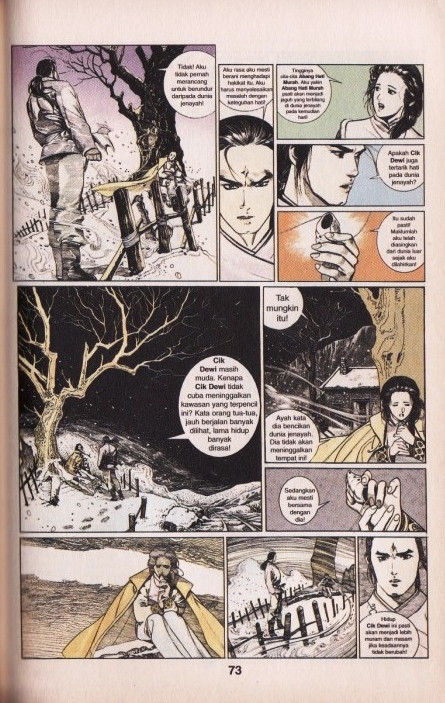 Tidak! Aku
tidak pernah
merancang
untuk berundur
daripada dunia
jenayah!
Aku rasa aku mesti
berani menghadapi
hakikat itu. Aku
harus menyelesaikan
masalah dengan
keteguhan hati!
Tingginya
cita-cita Abang Hati
Murah. Aku yakin
Abang Hati Murah
pasti akan menjadi
jaguh yang terbilang
di dunia jenayah
pada kemudian
hari!
Apakah Cik
Dewi juga
tertarik hati
pada dunia
jenayah?
Itu sudah
pasti!
Maklumlah
aku telah
diasingkan
dari dunia luar
sejak aku
dilahirkan!
Cik
Dewi masih
muda. Kenapa
Cik Dewi tidak
cuba meninggalkan
kawasan yang terpencil
ini? Kata orang tua-tua,
jauh berjalan banyak
dilihat, lama hidup
banyak
dirasa!
Tak
mungkin
itu!
Ayah kata
dia bencikan
dunia jenayah.
Dia tidak akan
meninggalkan
tempat ini!
Sedangkan
aku mesti
bersama
dengan
dia!
Hidup
Cik Dewi ini pasti
akan menjadi lebih
muram dan masam
jika keadaannya
tidak berubah!
73